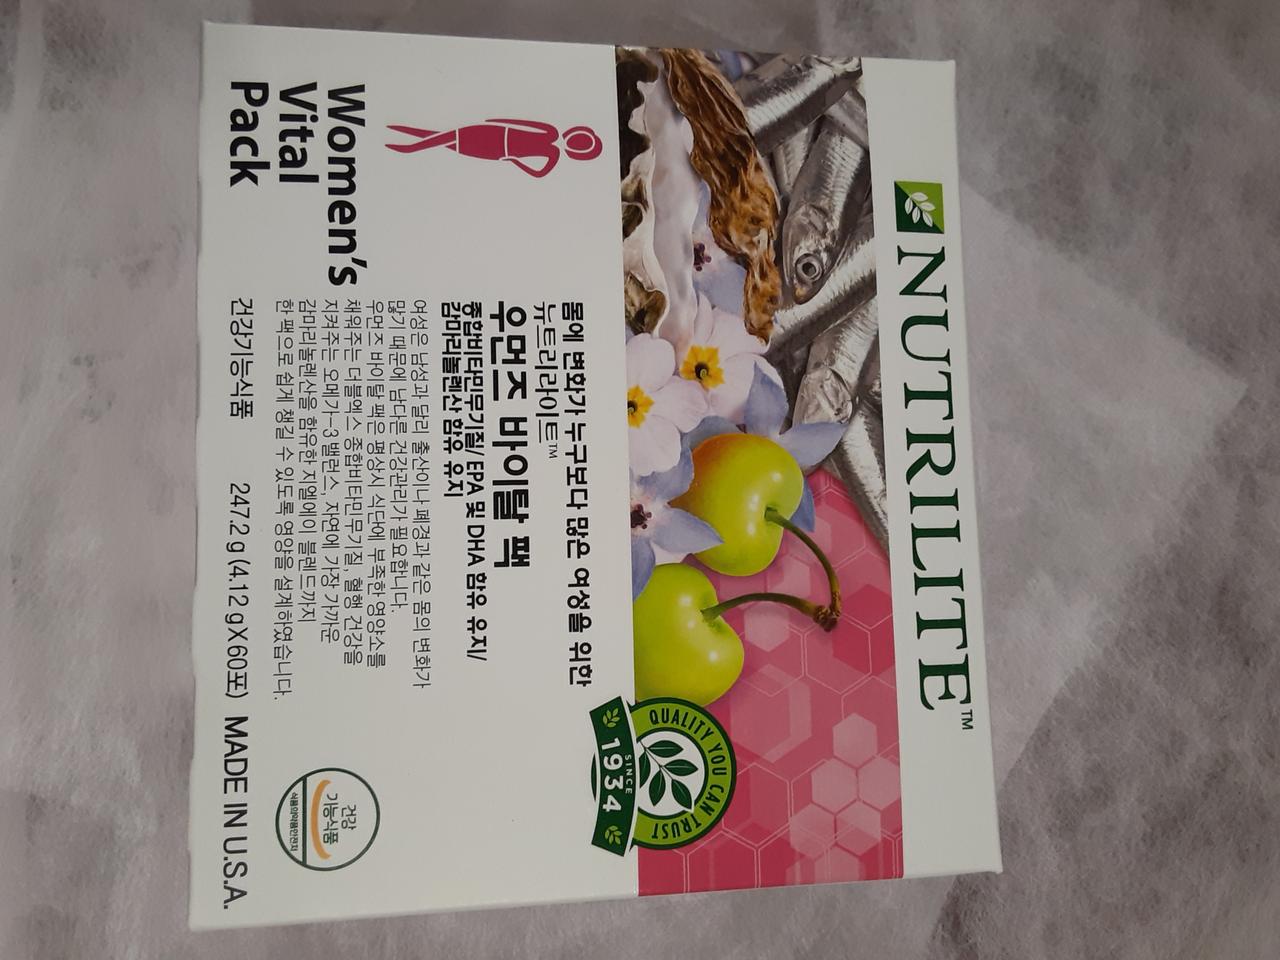 NUTRILITE™
QUALITY YOU CAN TRUST
SINCE
1934
몸에 변화가 누구보다 많은 여성을 위한
뉴트리라이트™
우먼즈 바이탈 팩
종합비타민무기질/ EPA 및 DHA 함유 유지/
감마리놀렌산 함유 유지
여성은 남성과 달리 출산이나 폐경과 같은 몸의 변화가
많기 때문에 남다른 건강관리가 필요합니다.
우먼즈 바이탈 팩은 평상시 식단에 부족한 영양소를
채워주는 더블엑스 종합비타민무기질, 혈행 건강을
지켜주는 오메가-3 밸런스, 자연에 가장 가까운
감마리놀렌산을 함유한 지엘에이 블렌드까지
한 팩으로 쉽게 챙길 수 있도록 영양을 설계하였습니다.
Women's
Vital
Pack
건강
기능식품
식품의약품안전처
건강기능식품 247.2 g (4.12 g X 60포) MADE IN U.S.A.